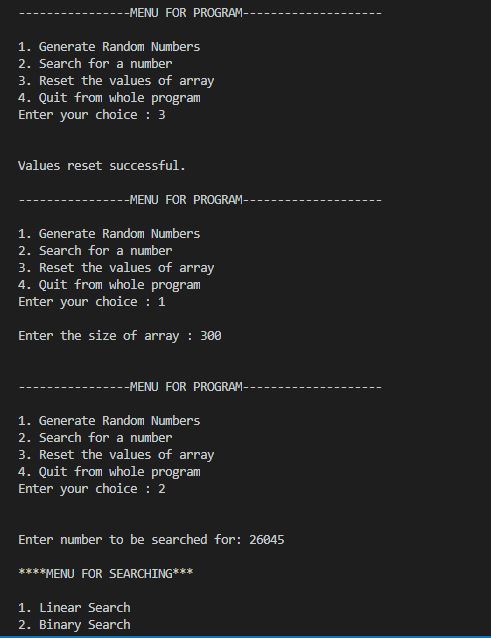 ----------------MENU FOR PROGRAM--------------------
1. Generate Random Numbers
2. Search for a number
3. Reset the values of array
4. Quit from whole program
Enter your choice : 3
Values reset successful.
----------------MENU FOR PROGRAM--------------------
1. Generate Random Numbers
2. Search for a number
3. Reset the values of array
4. Quit from whole program
Enter your choice : 1
Enter the size of array : 300
----------------MENU FOR PROGRAM--------------------
1. Generate Random Numbers
2. Search for a number
3. Reset the values of array
4. Quit from whole program
Enter your choice : 2
Enter number to be searched for: 26045
****MENU FOR SEARCHING***
1. Linear Search
2. Binary Search